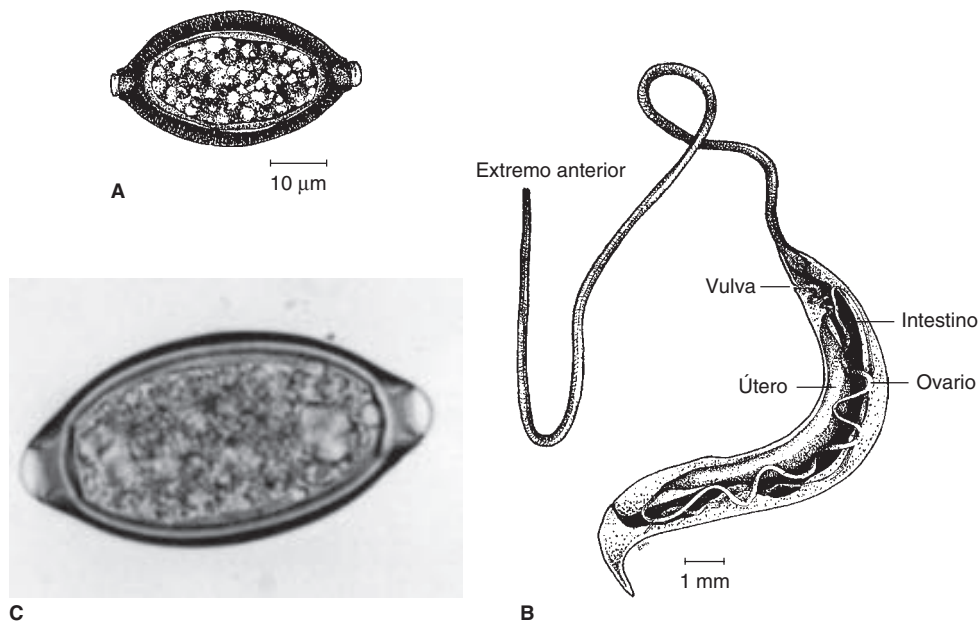 10 μm
A
Extremo anterior
Vulva
Intestino
Útero
Ovario
1 mm
C
B